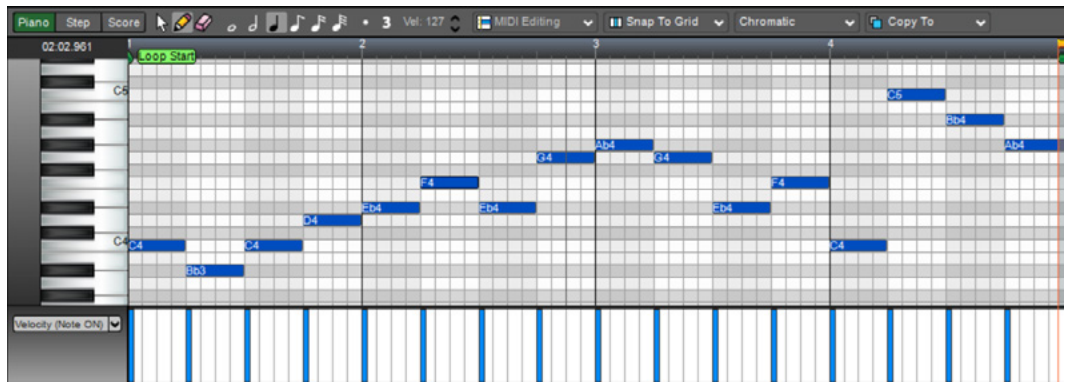 Piano Step Score 3 Vel: 127 MIDI Editing Snap To Grid Chromatic Copy To
02:02.961 1 2 3 4
Loop Start
C5 C5
Bb4
Ab4 Ab4
G4 G4
F4 F4
Eb4 Eb4 Eb4
D4
C4 C4 C4 C4
Bb3
Velocity (Note ON)